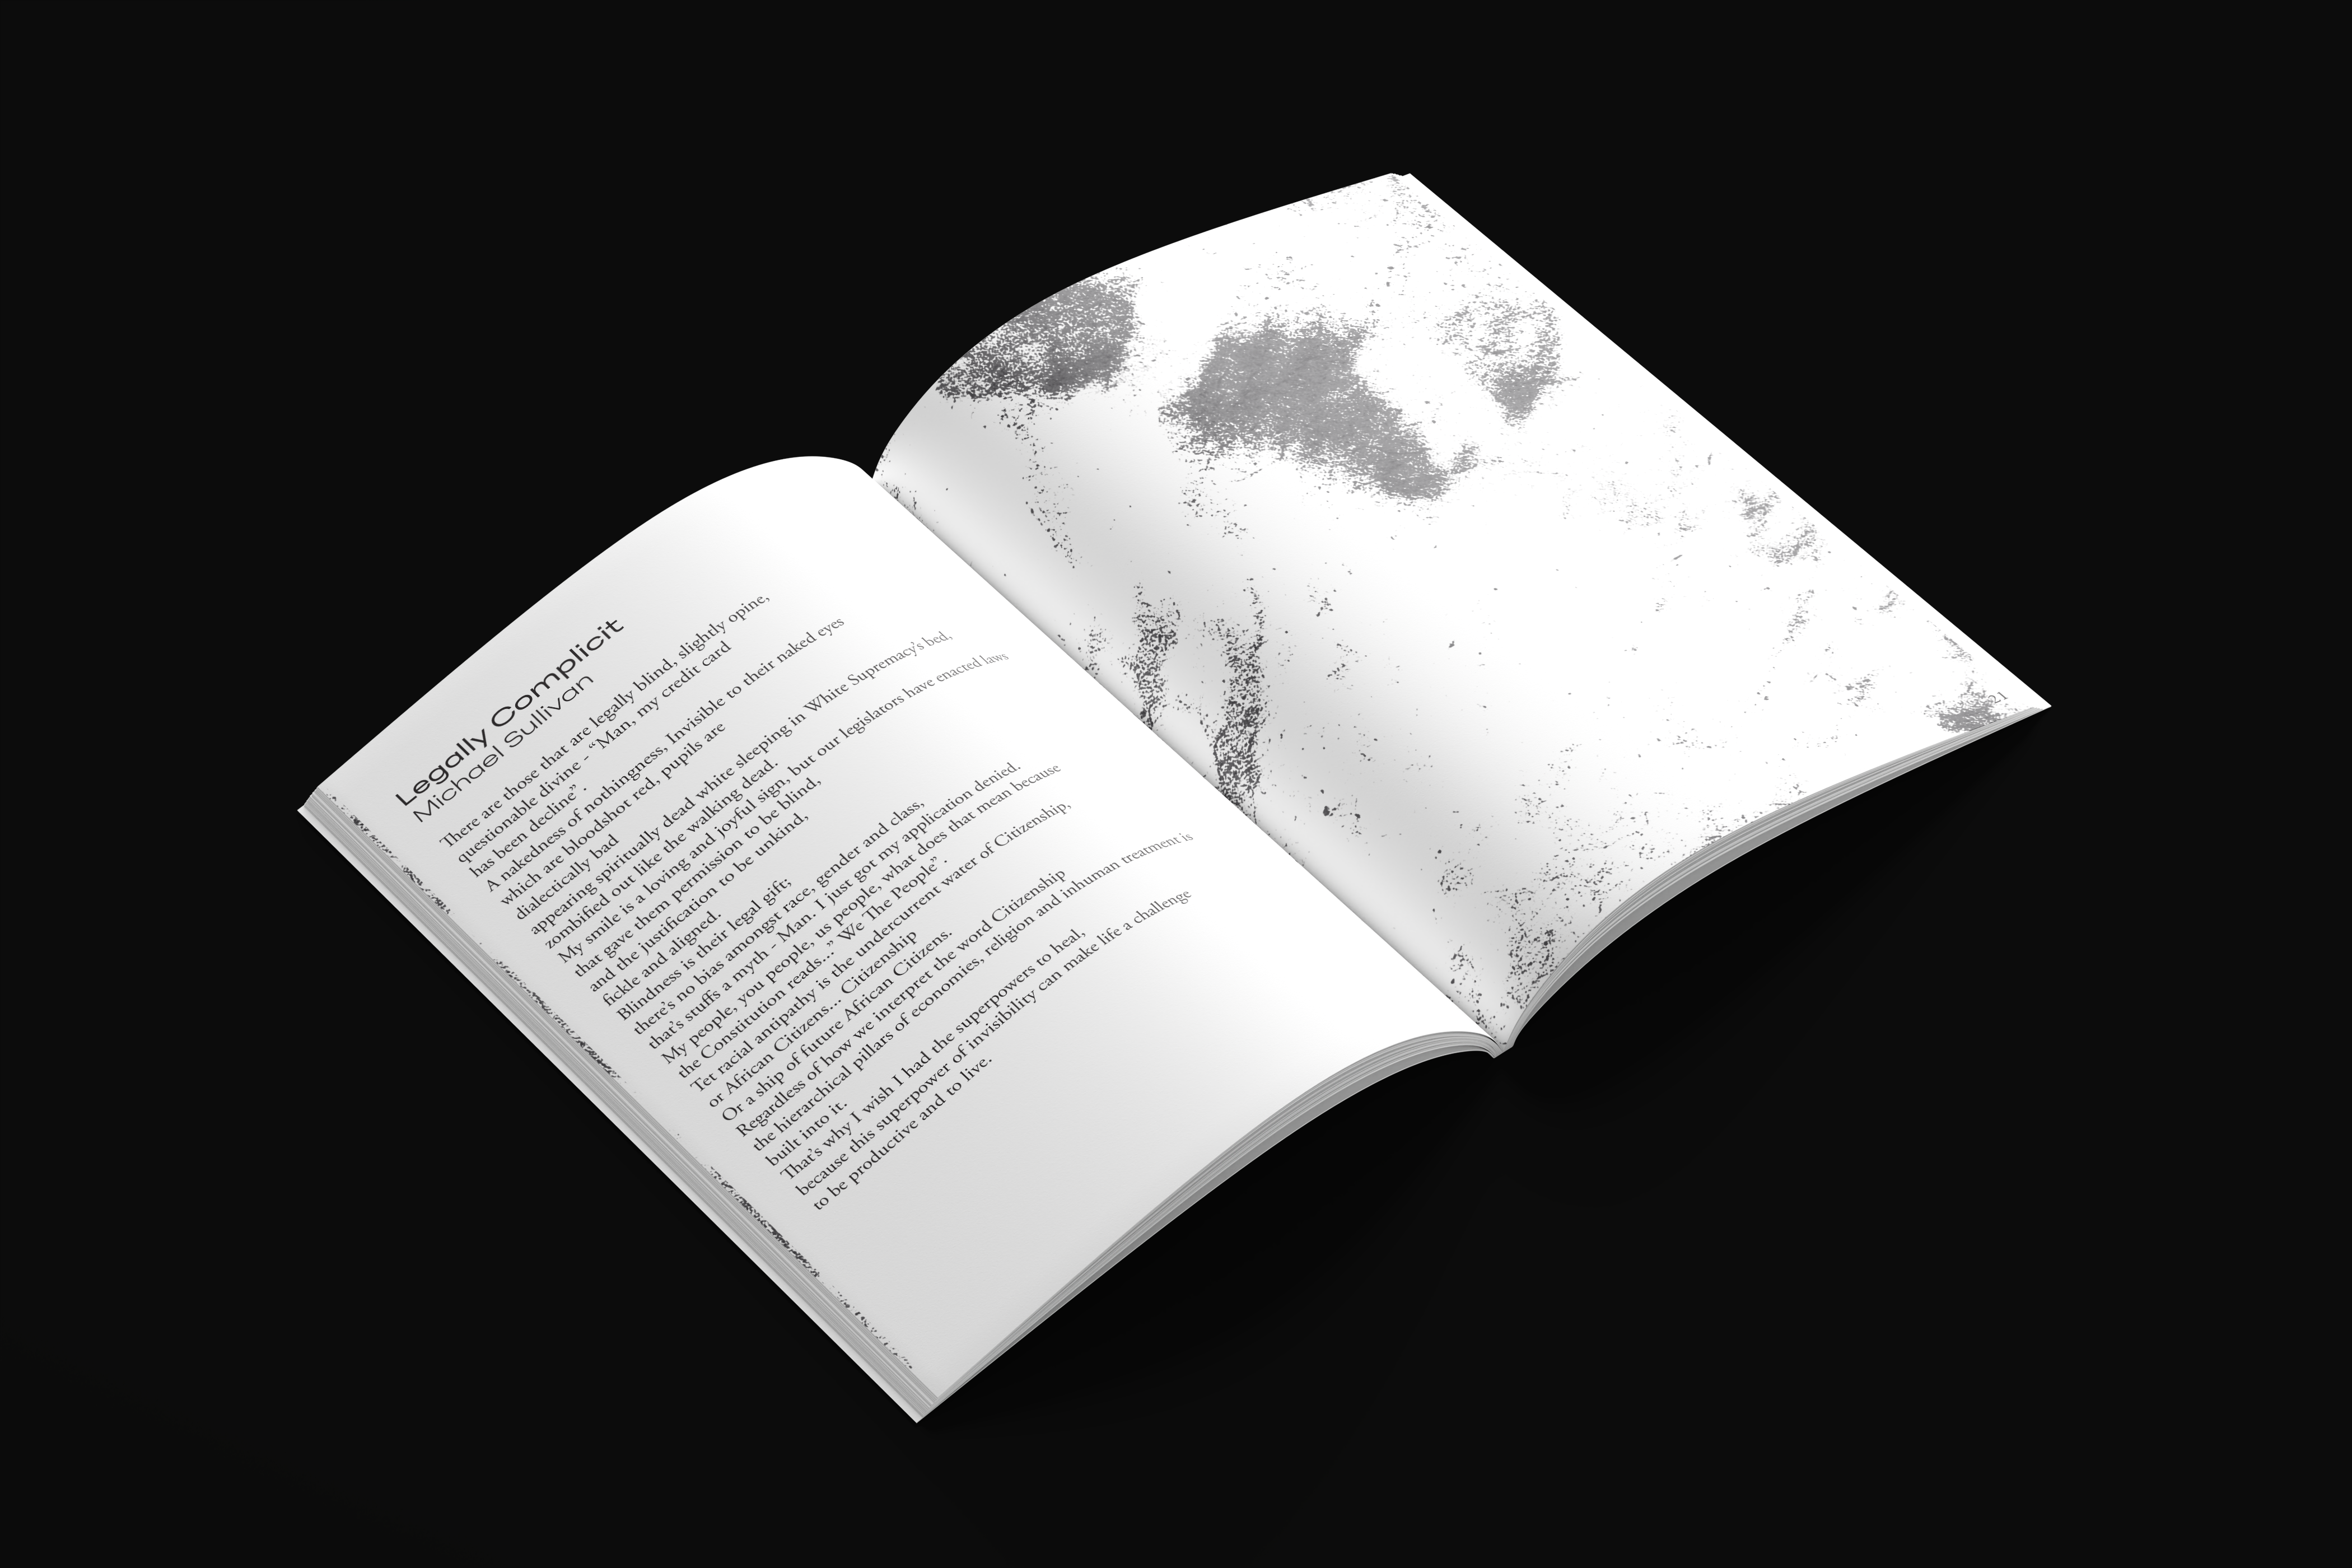 Legally Complicit
Michael Sullivan
There are those that are legally blind, slightly opine,
questionable divine - “Man, my credit card
has been decline”.
A nakedness of nothingness, Invisible to their naked eyes
which are bloodshot red, pupils are
dialectically bad
appearing spiritually dead white sleeping in White Supremacy’s bed,
zombified out like the walking dead.
My smile is a loving and joyful sign, but our legislators have enacted laws
that gave them permission to be blind,
and the justification to be unkind,
fickle and aligned.
Blindness is their legal gift;
there’s no bias amongst race, gender and class,
that’s stuffs a myth - Man. I just got my application denied.
My people, you people, us people, what does that mean because
the Constitution reads...” We The People”.
Tet racial antipathy is the undercurrent water of Citizenship,
or African Citizens... Citizenship
Or a ship of future African Citizens.
Regardless of how we interpret the word Citizenship
the hierarchical pillars of economies, religion and inhuman treatment is
built into it.
That’s why I wish I had the superpowers to heal,
because this superpower of invisibility can make life a challenge
to be productive and to live.
21